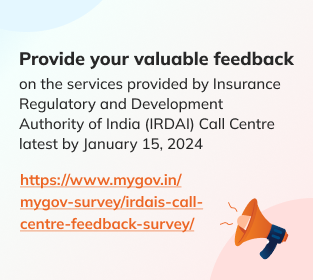 Provide your valuable feedback
on the services provided by Insurance
Regulatory and Development
Authority of India (IRDAI) Call Centre
latest by January 15, 2024
https://www.mygov.in/
mygov-survey/irdais-call-
centre-feedback-survey/